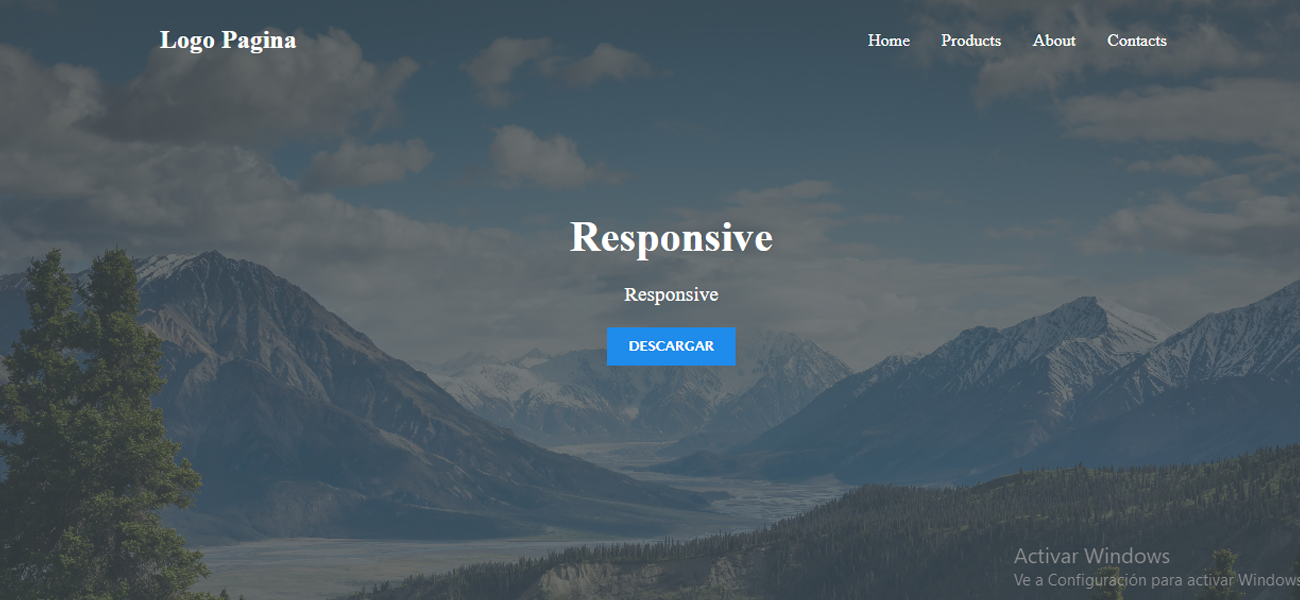 Logo Pagina
Home Products About Contacts
Responsive
Responsive
DESCARGAR
Activar Windows
Ve a Configuración para activar Windows